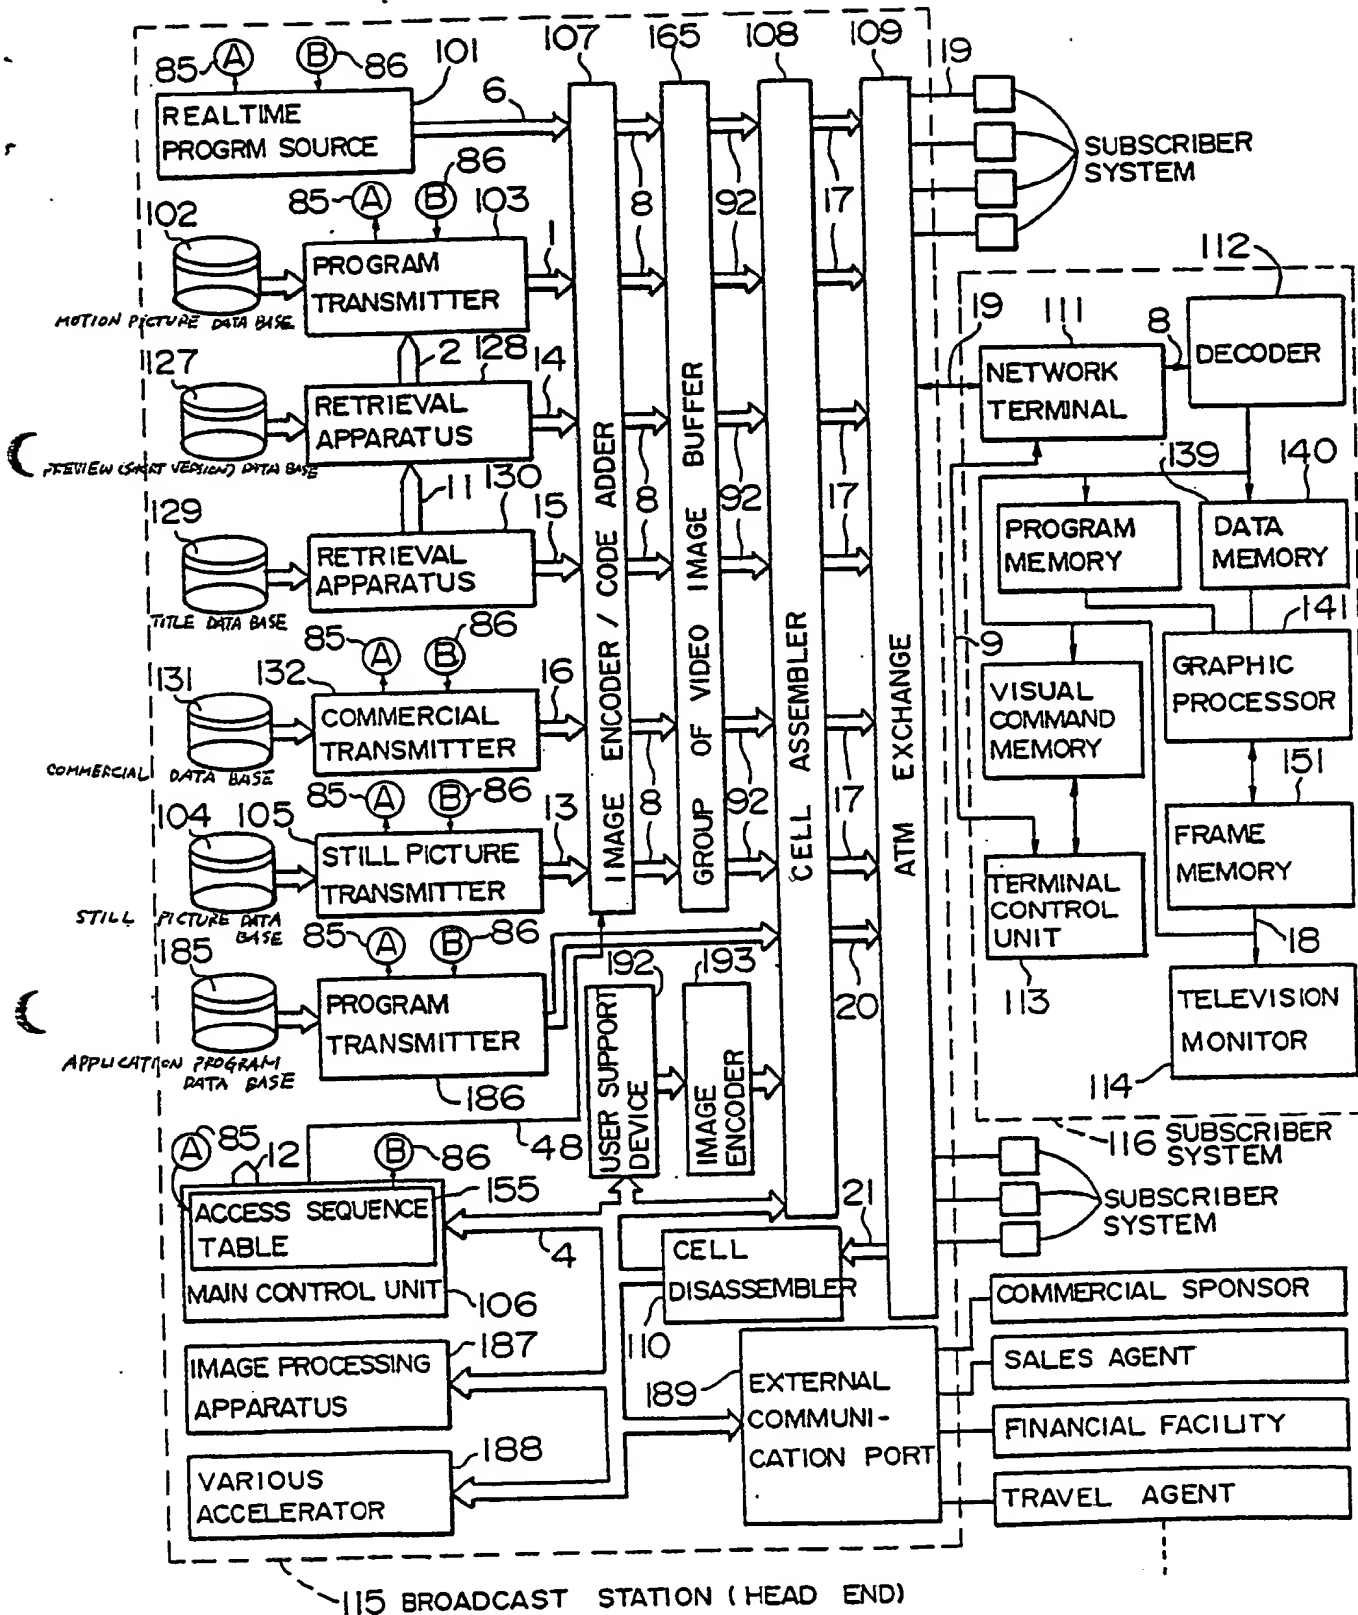 107 165 108 109
85 A B 86 101
19
REALTIME
PROGRM SOURCE
6
SUBSCRIBER
SYSTEM
8 92 17
85 A B 86
102
103
1
PROGRAM
TRANSMITTER
MOTION PICTURE DATA BASE
8 92 17
112
2
128
127
14
RETRIEVAL
APPARATUS
PREVIEW (SHORT VERSION) DATA BASE
19
111
8
NETWORK
TERMINAL
DECODER
11
130
129
15
RETRIEVAL
APPARATUS
TITLE DATA BASE
8 92 17
139
140
PROGRAM
MEMORY
DATA
MEMORY
85 A B 86
131
132
16
COMMERCIAL
TRANSMITTER
COMMERCIAL DATA BASE
IMAGE ENCODER / CODE ADDER
GROUP OF VIDEO IMAGE BUFFER
CELL ASSEMBLER
ATM EXCHANGE
9
141
VISUAL
COMMAND
MEMORY
GRAPHIC
PROCESSOR
8 92 17
85 A B 86
104
105
13
STILL PICTURE
TRANSMITTER
STILL PICTURE DATA
BASE
151
FRAME
MEMORY
TERMINAL
CONTROL
UNIT
113
18
85 A B 86
185
PROGRAM
TRANSMITTER
APPLICATION PROGRAM
DATA BASE
186
192
193
20
USER SUPPORT
DEVICE
IMAGE
ENCODER
TELEVISION
MONITOR
114
48
116 SUBSCRIBER
SYSTEM
A 85
12
B 86
155
ACCESS SEQUENCE
TABLE
MAIN CONTROL UNIT
106
4
21
CELL
DISASSEMBLER
110
SUBSCRIBER
SYSTEM
187
IMAGE PROCESSING
APPARATUS
189
EXTERNAL
COMMUNI-
CATION PORT
COMMERCIAL SPONSOR
SALES AGENT
FINANCIAL FACILITY
TRAVEL AGENT
188
VARIOUS
ACCELERATOR
115 BROADCAST STATION (HEAD END)